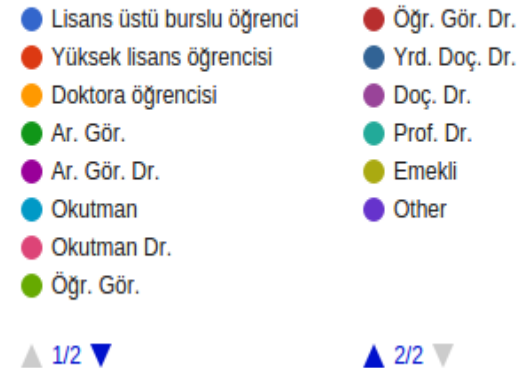 Lisans üstü burslu öğrenci
Yüksek lisans öğrencisi
Doktora öğrencisi
Ar. Gör.
Ar. Gör. Dr.
Okutman
Okutman Dr.
Öğr. Gör.
1/2
Öğr. Gör. Dr.
Yrd. Doç. Dr.
Doç. Dr.
Prof. Dr.
Emekli
Other
2/2